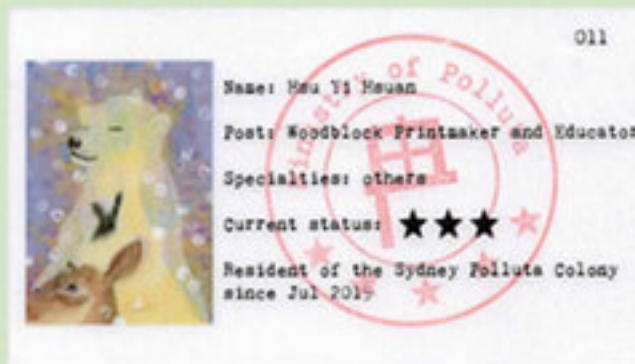 011
Name: Hsu Yi Hsuan
Post: Woodblock Printmaker and Educator
Specialties: others
Current status: ★★★
Resident of the Sydney Polluta Colony
since Jul 2019
Ministry of Polluta